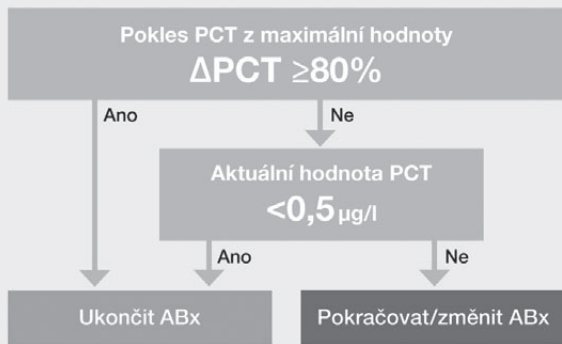 Pokles PCT z maximální hodnoty
ΔPCT ≥80%
Ano
Ne
Aktuální hodnota PCT
<0,5 µg/l
Ano
Ne
Ukončit ABx
Pokračovat/změnit ABx